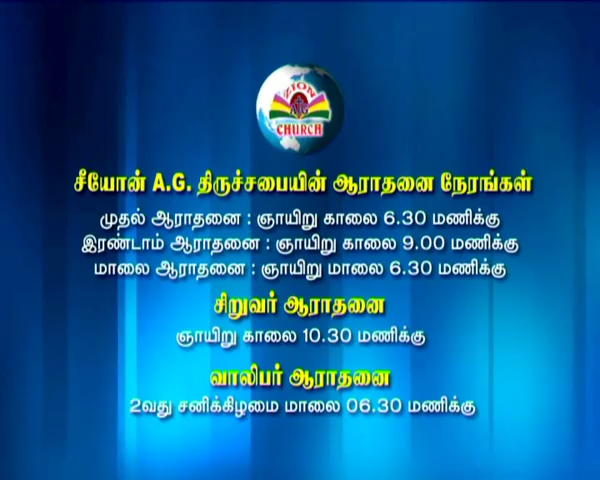 ZION
AG
CHURCH
சீயோன் A.G. திருச்சபையின் ஆராதனை நேரங்கள்
முதல் ஆராதனை : ஞாயிறு காலை 6.30 மணிக்கு
இரண்டாம் ஆராதனை : ஞாயிறு காலை 9.00 மணிக்கு
மாலை ஆராதனை : ஞாயிறு மாலை 6.30 மணிக்கு
சிறுவர் ஆராதனை
ஞாயிறு காலை 10.30 மணிக்கு
வாலிபர் ஆராதனை
2வது சனிக்கிழமை மாலை 06.30 மணிக்கு